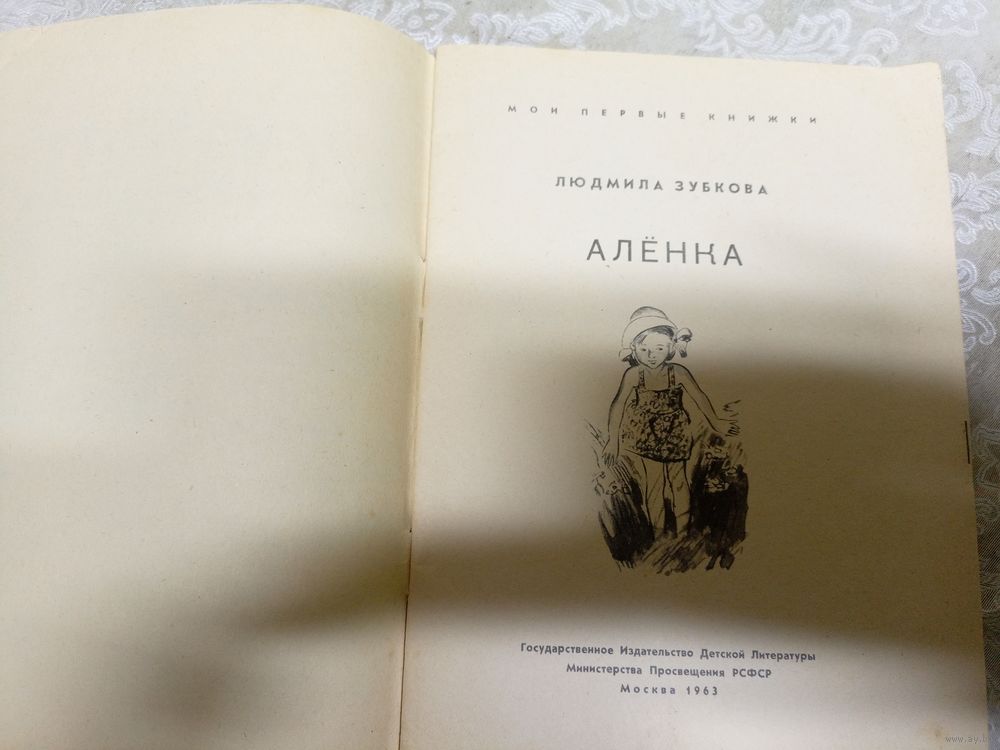 МОИ ПЕРВЫЕ КНИЖКИ
ЛЮДМИЛА ЗУБКОВА
АЛЁНКА
Государственное Издательство Детской Литературы
Министерства Просвещения РСФСР
Москва 1963